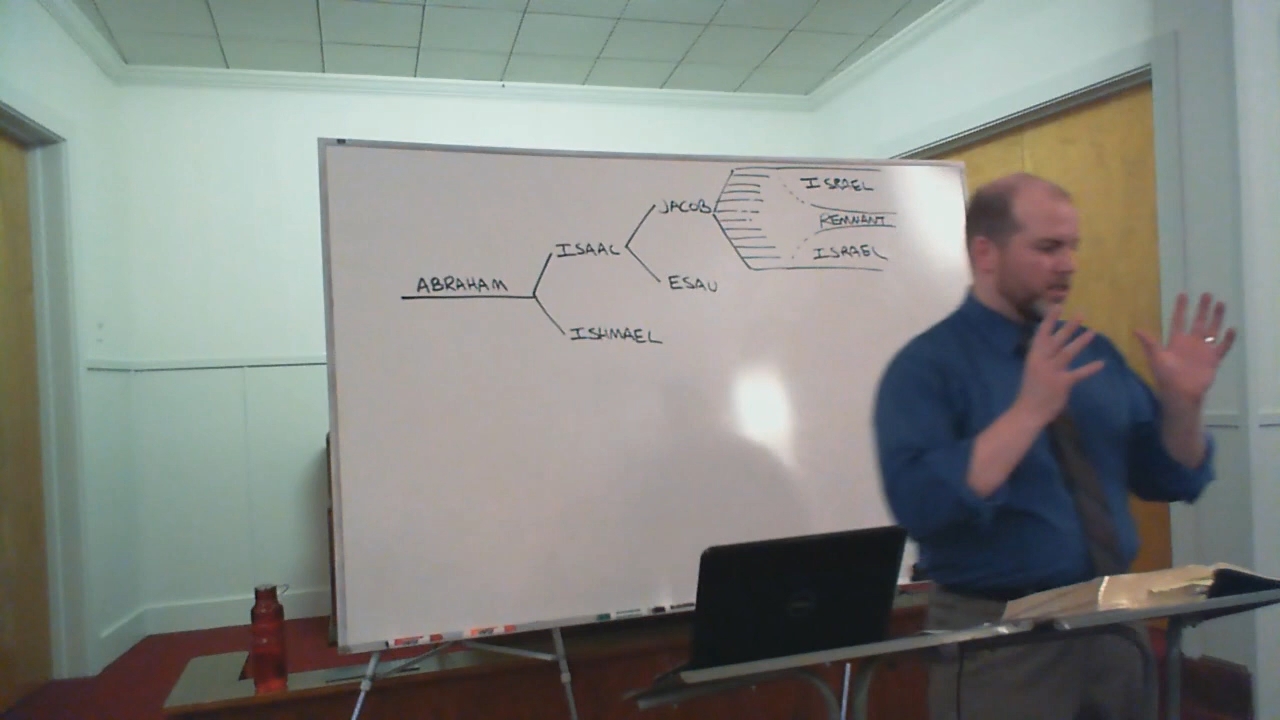 ISRAEL
JACOB
REMNANT
ISAAC
ISRAEL
ABRAHAM
ESAU
ISHMAEL